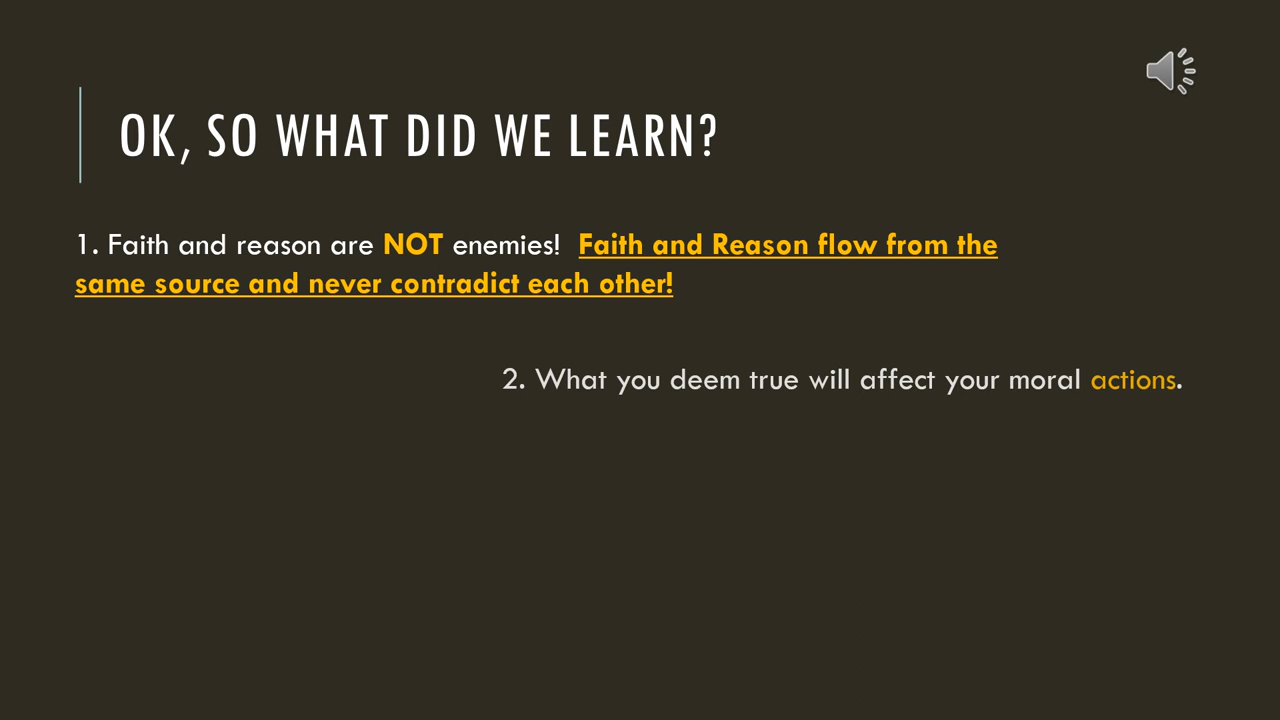 OK, SO WHAT DID WE LEARN?
1. Faith and reason are NOT enemies!  Faith and Reason flow from the
same source and never contradict each other!
2. What you deem true will affect your moral actions.